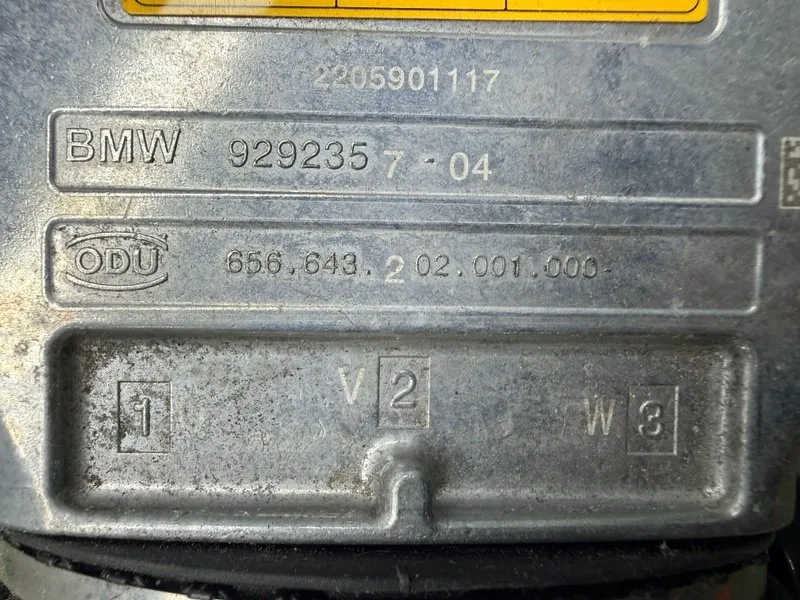 2205901117
BMW 9292357-04
ODU 656.643.202.001.000-
1 V 2 W 3